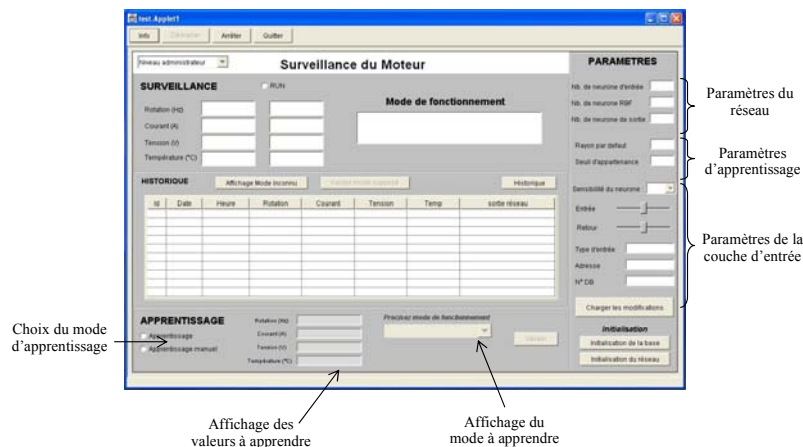 test.Applet1
Info Démarrer Arrêter Quitter
Niveau administrateur
Surveillance du Moteur
SURVEILLANCE
RUN
Rotation (Hz)
Courant (A)
Tension (V)
Température (°C)
Mode de fonctionnement
HISTORIQUE
Affichage Mode Inconnu
Historique
Id Date Heure Rotation Courant Tension Temp sortie réseau
APPRENTISSAGE
Apprentissage
Apprentissage manuel
Rotation (Hz)
Courant (A)
Tension (V)
Température (°C)
Précisez mode de fonctionnement
Valider
PARAMETRES
Nb. de neurone d'entrée
Nb. de neurone RBF
Nb. de neurone de sortie
Rayon par défaut
Seuil d'appartenance
Sensibilité du neurone
Entrée
Retour
Type d'entrée
Adresse
N° DB
Charger les modifications
Initialisation
Initialisation de la base
Initialisation du réseau
Paramètres du
réseau
Paramètres
d'apprentissage
Paramètres de la
couche d'entrée
Choix du mode
d'apprentissage
Affichage des
valeurs à apprendre
Affichage du
mode à apprendre